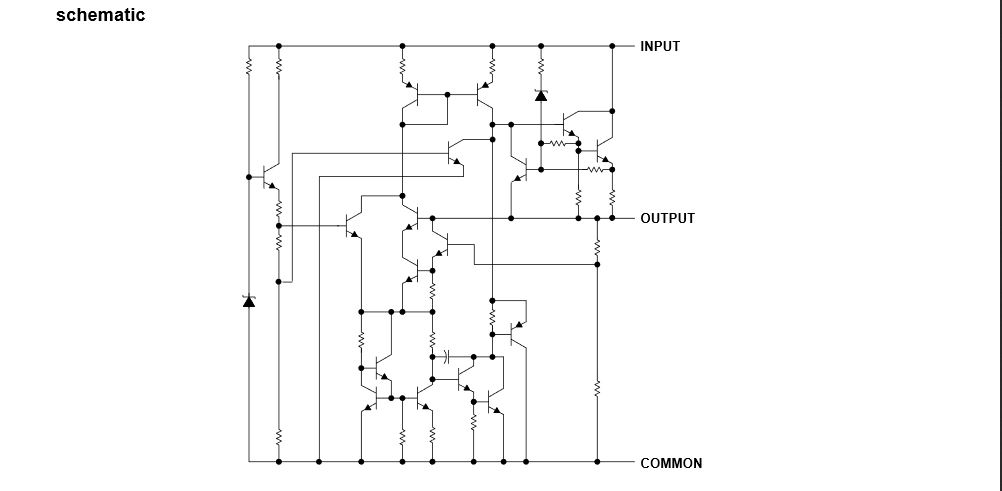 schematic
INPUT
OUTPUT
COMMON